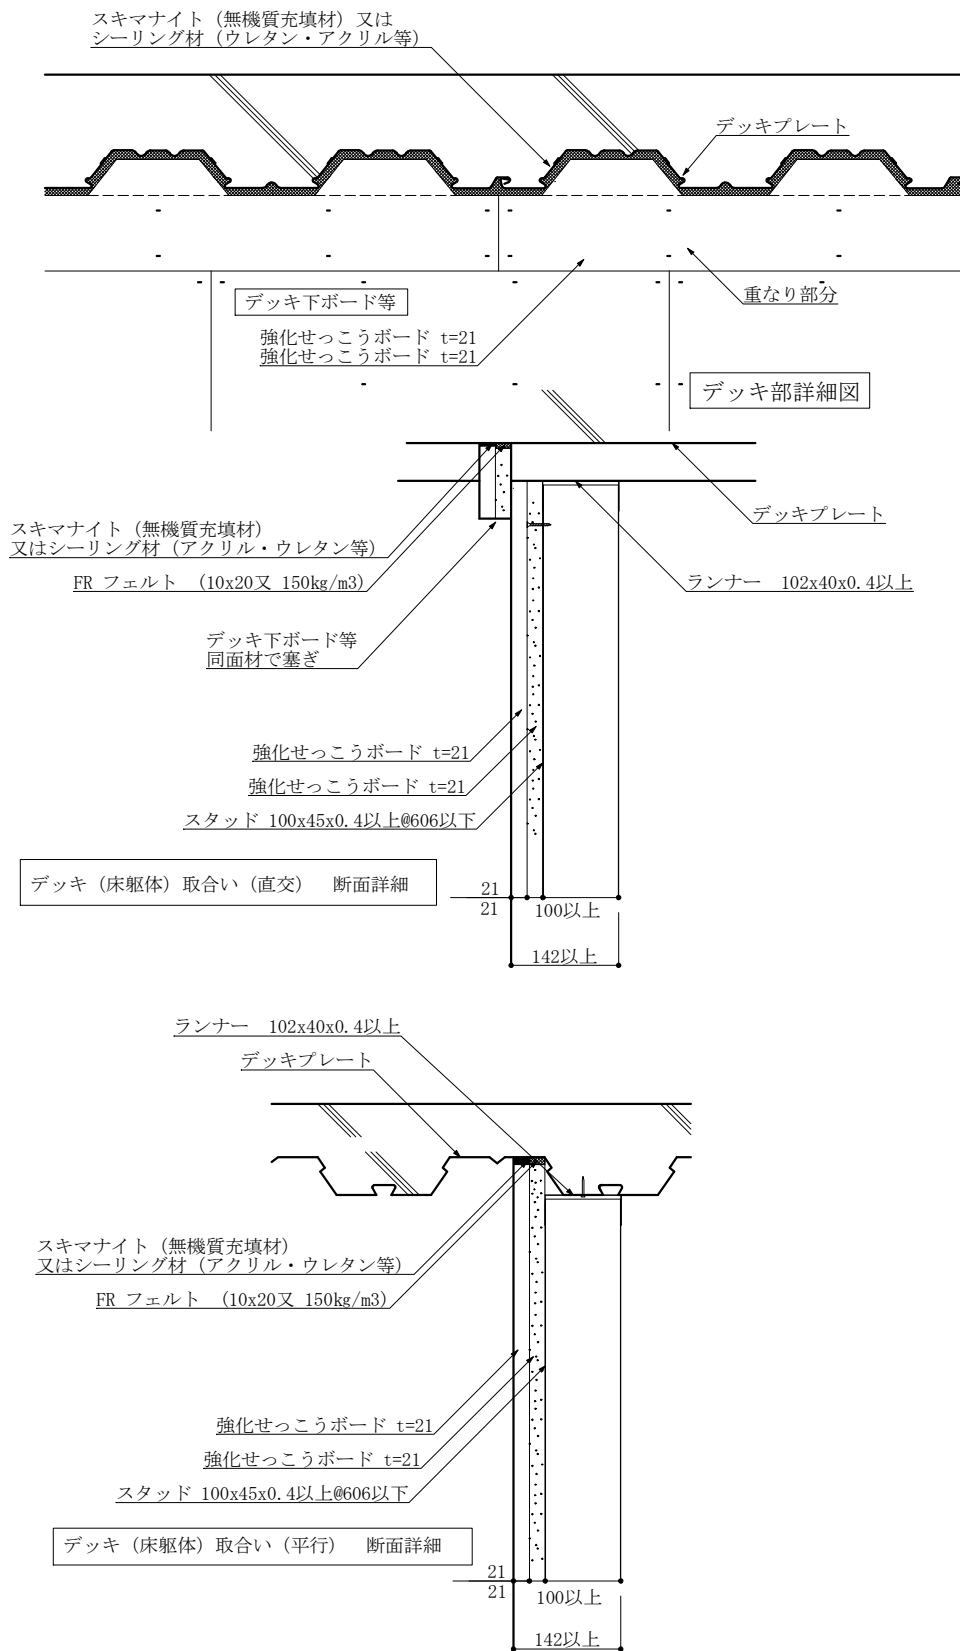 スキマナイト（無機質充填材）又は
シーリング材（ウレタン・アクリル等）
デッキプレート
デッキ下ボード等
重なり部分
強化せっこうボード t=21
強化せっこうボード t=21
デッキ部詳細図
デッキプレート
スキマナイト（無機質充填材）
又はシーリング材（アクリル・ウレタン等）
FR フェルト （10x20又 150kg/m3）
ランナー 102x40x0.4以上
デッキ下ボード等
同面材で塞ぎ
強化せっこうボード t=21
強化せっこうボード t=21
スタッド 100x45x0.4以上@606以下
デッキ（床躯体）取合い（直交） 断面詳細
21
21
100以上
142以上
ランナー 102x40x0.4以上
デッキプレート
スキマナイト（無機質充填材）
又はシーリング材（アクリル・ウレタン等）
FR フェルト （10x20又 150kg/m3）
強化せっこうボード t=21
強化せっこうボード t=21
スタッド 100x45x0.4以上@606以下
デッキ（床躯体）取合い（平行） 断面詳細
21
21
100以上
142以上